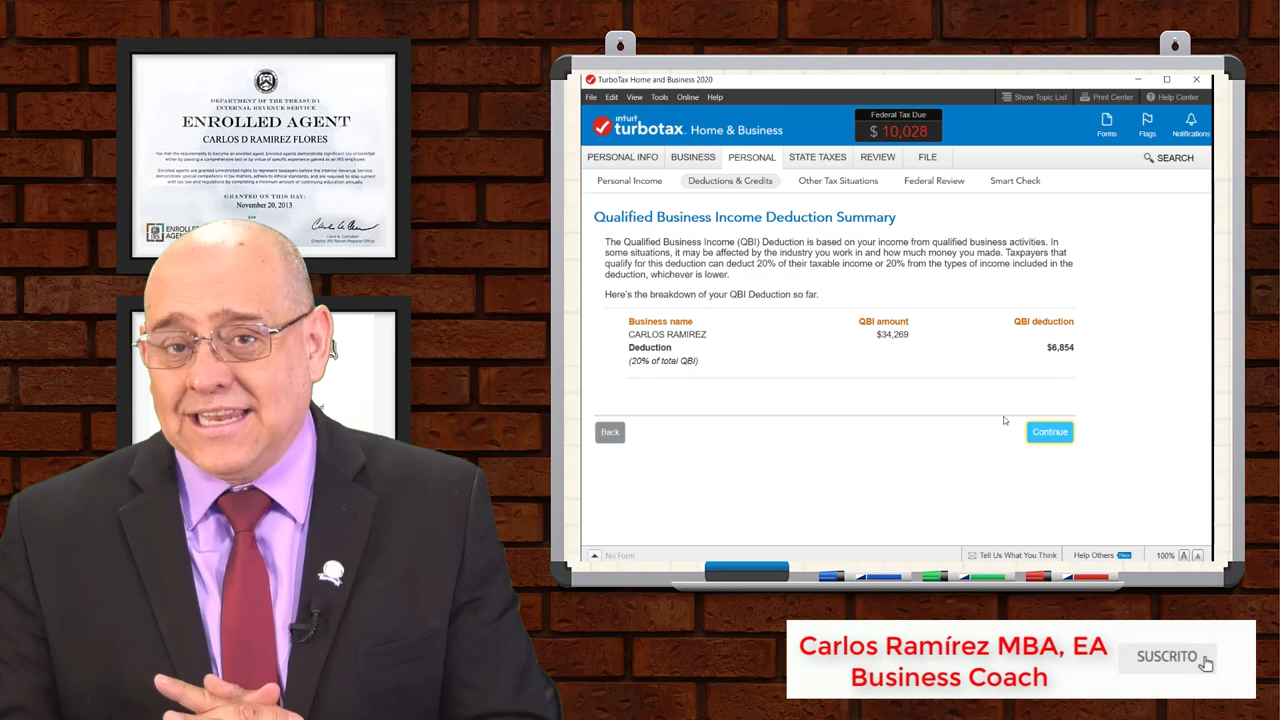 DEPARTMENT OF THE TREASURY
INTERNAL REVENUE SERVICE
ENROLLED AGENT
CARLOS D RAMIREZ FLORES
GRANTED ON THIS DAY:
November 20, 2013
ENROLLED
IRS
TurboTax Home and Business 2020
File Edit View Tools Online Help
Show Topic List Print Center Help Center
intuit
turbotax. Home & Business
Federal Tax Due
$ 10,028
Forms Flags Notifications
PERSONAL INFO BUSINESS PERSONAL STATE TAXES REVIEW FILE SEARCH
Personal Income Deductions & Credits Other Tax Situations Federal Review Smart Check
Qualified Business Income Deduction Summary
The Qualified Business Income (QBI) Deduction is based on your income from qualified business activities. In
some situations, it may be affected by the industry you work in and how much money you made. Taxpayers that
qualify for this deduction can deduct 20% of their taxable income or 20% from the types of income included in the
deduction, whichever is lower.
Here's the breakdown of your QBI Deduction so far.
Business name QBI amount QBI deduction
CARLOS RAMIREZ $34,269
Deduction $6,854
(20% of total QBI)
Back Continue
No Form Tell Us What You Think Help Others New 100% A A
Carlos Ramírez MBA, EA
Business Coach
SUSCRITO